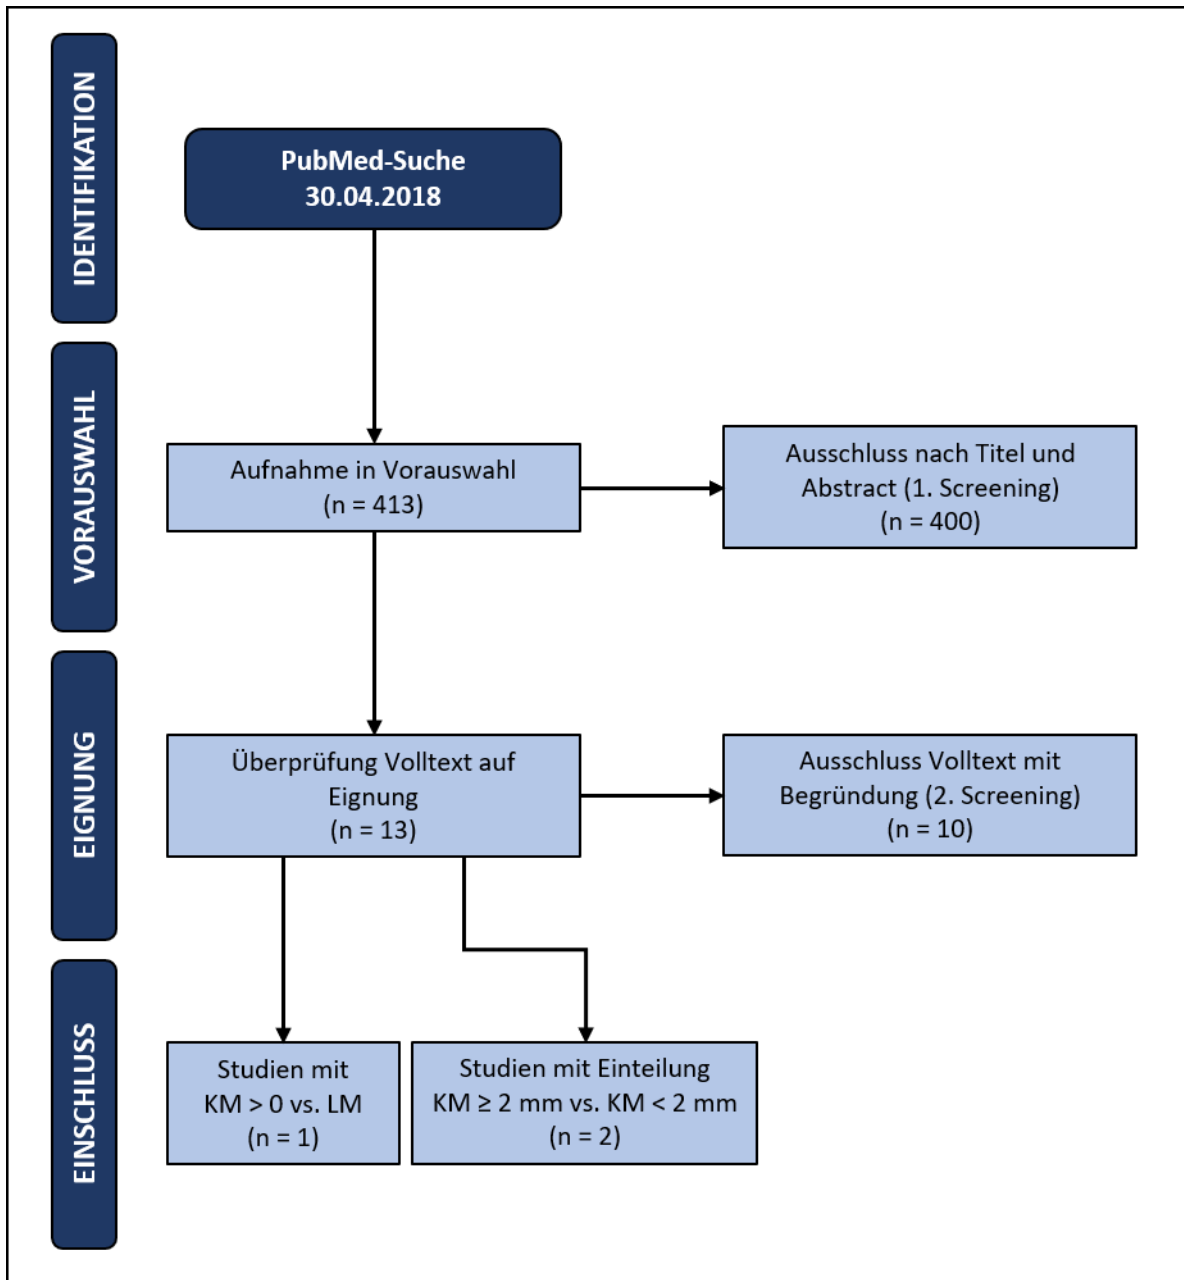 IDENTIFIKATION
PubMed-Suche
30.04.2018
VORAUSWAHL
Aufnahme in Vorauswahl
(n = 413)
Ausschluss nach Titel und
Abstract (1. Screening)
(n = 400)
EIGNUNG
Überprüfung Volltext auf
Eignung
(n = 13)
Ausschluss Volltext mit
Begründung (2. Screening)
(n = 10)
EINSCHLUSS
Studien mit
KM > 0 vs. LM
(n = 1)
Studien mit Einteilung
KM ≥ 2 mm vs. KM < 2 mm
(n = 2)